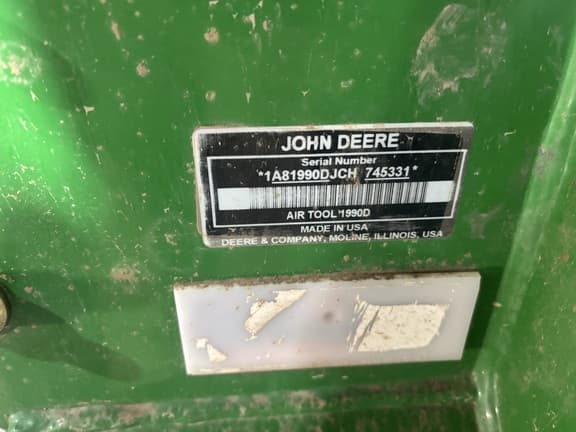 JOHN DEERE
Serial Number
*1A81990DJCH 745331*
AIR TOOL 1990D
MADE IN USA
DEERE & COMPANY, MOLINE, ILLINOIS, USA